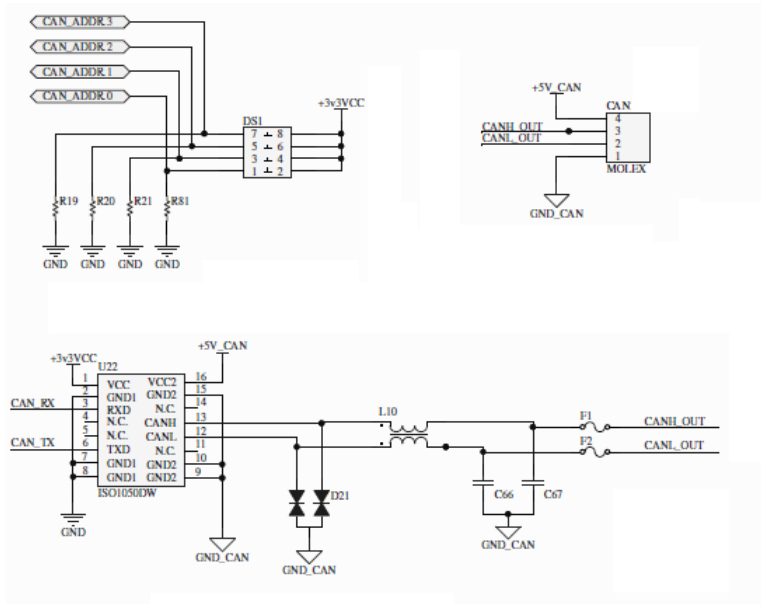 CAN_ADDR.3
CAN_ADDR.2
CAN_ADDR.1
CAN_ADDR.0
DS1
+3v3VCC
7 8
5 6
3 4
1 2
R19 R20 R21 R81
GND GND GND GND
+5V_CAN
CAN
CANH_OUT
CANL_OUT
4
3
2
1
MOLEX
GND_CAN
+3v3VCC
U22
+5V_CAN
1 VCC VCC2 16
2 GND1 GND2 15
CAN_RX 3 RXD N.C. 14
4 N.C. CANH 13
5 N.C. CANL 12
CAN_TX 6 TXD N.C. 11
7 GND1 GND2 10
8 GND1 GND2 9
ISO1050DW
GND
GND_CAN
D21
GND_CAN
L10
C66 C67
GND_CAN
F1 CANH_OUT
F2 CANL_OUT